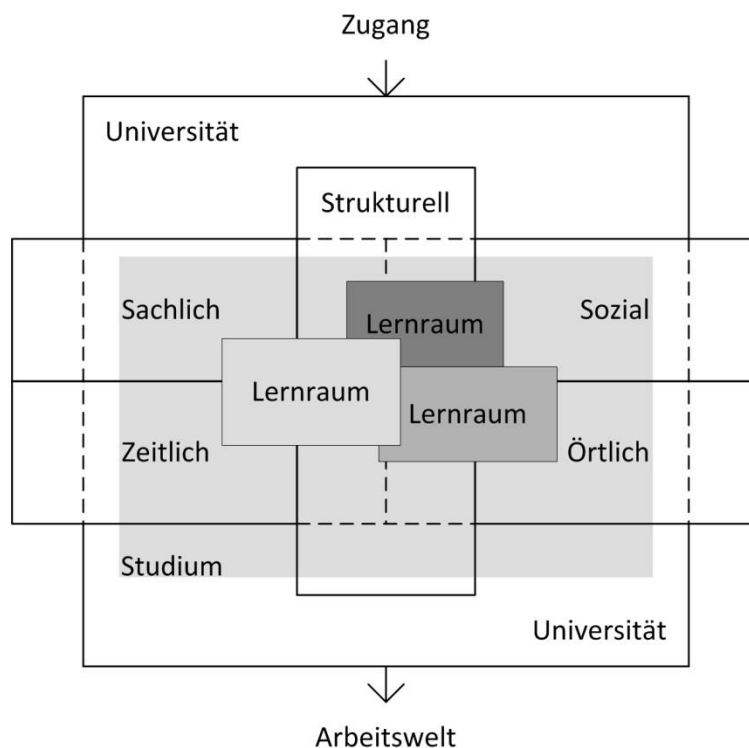 Zugang
Universität
Strukturell
Sachlich
Sozial
Lernraum
Lernraum
Lernraum
Zeitlich
Örtlich
Studium
Universität
Arbeitswelt